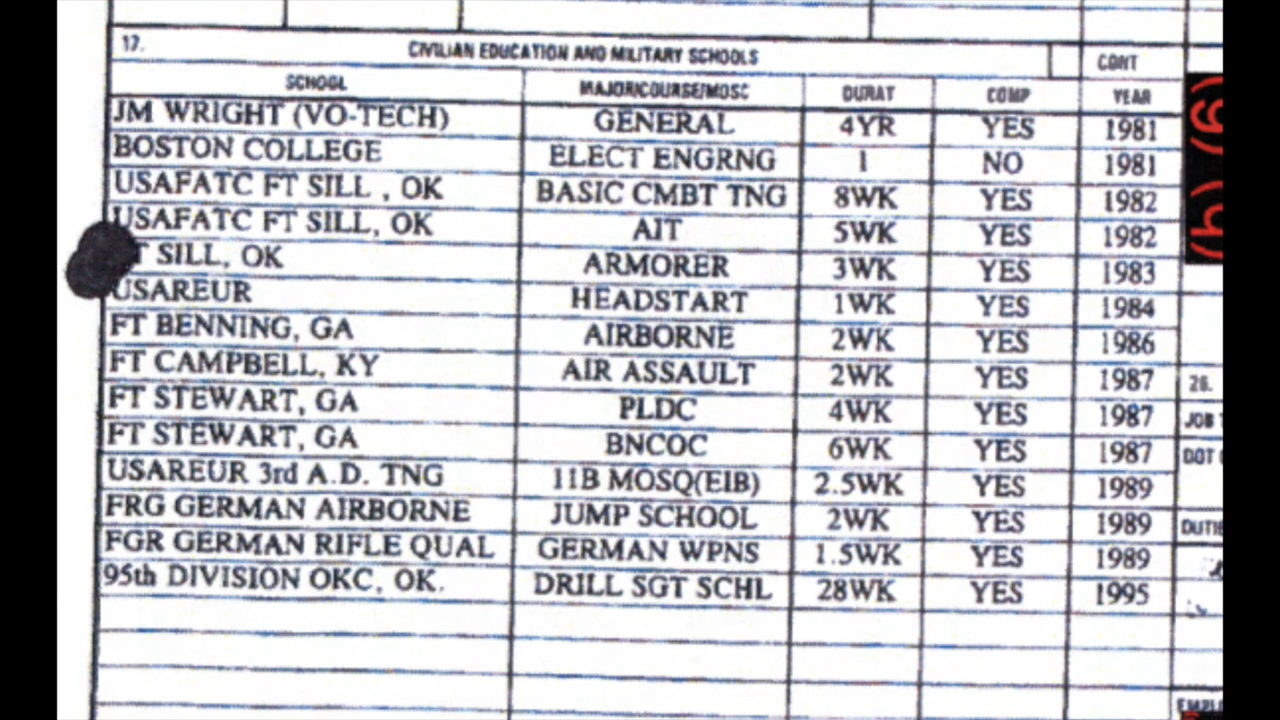 17. CIVILIAN EDUCATION AND MILITARY SCHOOLS CONT
SCHOOL MAJOR/COURSE/MOSC DURAT COMP YEAR
JM WRIGHT (VO-TECH) GENERAL 4YR YES 1981
BOSTON COLLEGE ELECT ENGRNG 1 NO 1981
USAFATC FT SILL , OK BASIC CMBT TNG 8WK YES 1982
USAFATC FT SILL, OK AIT 5WK YES 1982
T SILL, OK ARMORER 3WK YES 1983
USAREUR HEADSTART 1WK YES 1984
FT BENNING, GA AIRBORNE 2WK YES 1986
FT CAMPBELL, KY AIR ASSAULT 2WK YES 1987
FT STEWART, GA PLDC 4WK YES 1987
FT STEWART, GA BNCOC 6WK YES 1987
USAREUR 3rd A.D. TNG 11B MOSQ(EIB) 2.5WK YES 1989
FRG GERMAN AIRBORNE JUMP SCHOOL 2WK YES 1989
FGR GERMAN RIFLE QUAL GERMAN WPNS 1.5WK YES 1989
95th DIVISION OKC, OK. DRILL SGT SCHL 28WK YES 1995
(b) (6)
26.
JOB
DOT